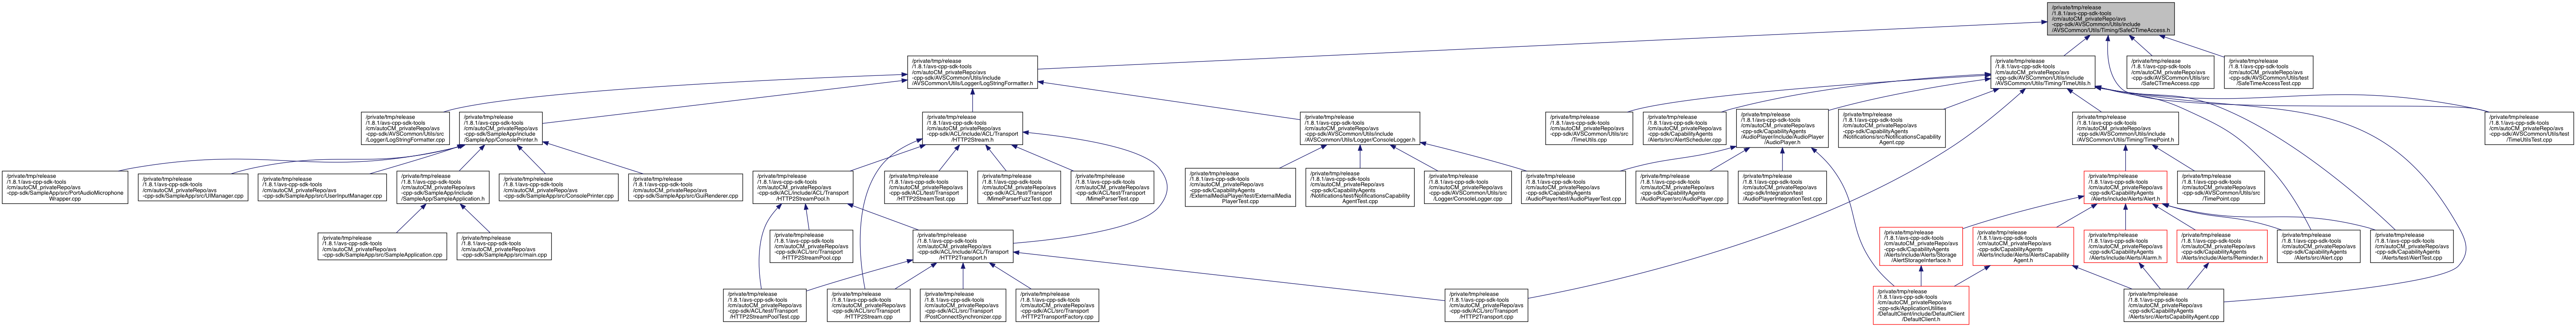 /private/tmp/release
/1.8.1/avs-cpp-sdk-tools
/cm/autoCM_privateRepo/avs
-cpp-sdk/AVSCommon/Utils/include
/AVSCommon/Utils/Timing/SafeCTimeAccess.h
/private/tmp/release
/1.8.1/avs-cpp-sdk-tools
/cm/autoCM_privateRepo/avs
-cpp-sdk/AVSCommon/Utils/include
/AVSCommon/Utils/Logger/LogStringFormatter.h
/private/tmp/release
/1.8.1/avs-cpp-sdk-tools
/cm/autoCM_privateRepo/avs
-cpp-sdk/AVSCommon/Utils/include
/AVSCommon/Utils/Timing/TimeUtils.h
/private/tmp/release
/1.8.1/avs-cpp-sdk-tools
/cm/autoCM_privateRepo/avs
-cpp-sdk/AVSCommon/Utils/src
/SafeCTimeAccess.cpp
/private/tmp/release
/1.8.1/avs-cpp-sdk-tools
/cm/autoCM_privateRepo/avs
-cpp-sdk/AVSCommon/Utils/test
/SafeTimeAccessTest.cpp
/private/tmp/release
/1.8.1/avs-cpp-sdk-tools
/cm/autoCM_privateRepo/avs
-cpp-sdk/AVSCommon/Utils/src
/Logger/LogStringFormatter.cpp
/private/tmp/release
/1.8.1/avs-cpp-sdk-tools
/cm/autoCM_privateRepo/avs
-cpp-sdk/SampleApp/include
/SampleApp/ConsolePrinter.h
/private/tmp/release
/1.8.1/avs-cpp-sdk-tools
/cm/autoCM_privateRepo/avs
-cpp-sdk/ACL/include/ACL/Transport
/HTTP2Stream.h
/private/tmp/release
/1.8.1/avs-cpp-sdk-tools
/cm/autoCM_privateRepo/avs
-cpp-sdk/AVSCommon/Utils/include
/AVSCommon/Utils/Logger/ConsoleLogger.h
/private/tmp/release
/1.8.1/avs-cpp-sdk-tools
/cm/autoCM_privateRepo/avs
-cpp-sdk/AVSCommon/Utils/src
/TimeUtils.cpp
/private/tmp/release
/1.8.1/avs-cpp-sdk-tools
/cm/autoCM_privateRepo/avs
-cpp-sdk/CapabilityAgents
/Alerts/src/AlertScheduler.cpp
/private/tmp/release
/1.8.1/avs-cpp-sdk-tools
/cm/autoCM_privateRepo/avs
-cpp-sdk/CapabilityAgents
/AudioPlayer/include/AudioPlayer
/AudioPlayer.h
/private/tmp/release
/1.8.1/avs-cpp-sdk-tools
/cm/autoCM_privateRepo/avs
-cpp-sdk/CapabilityAgents
/Notifications/src/NotificationsCapability
Agent.cpp
/private/tmp/release
/1.8.1/avs-cpp-sdk-tools
/cm/autoCM_privateRepo/avs
-cpp-sdk/AVSCommon/Utils/include
/AVSCommon/Utils/Timing/TimePoint.h
/private/tmp/release
/1.8.1/avs-cpp-sdk-tools
/cm/autoCM_privateRepo/avs
-cpp-sdk/AVSCommon/Utils/test
/TimeUtilsTest.cpp
/private/tmp/release
/1.8.1/avs-cpp-sdk-tools
/cm/autoCM_privateRepo/avs
-cpp-sdk/SampleApp/src/PortAudioMicrophone
Wrapper.cpp
/private/tmp/release
/1.8.1/avs-cpp-sdk-tools
/cm/autoCM_privateRepo/avs
-cpp-sdk/SampleApp/src/UIManager.cpp
/private/tmp/release
/1.8.1/avs-cpp-sdk-tools
/cm/autoCM_privateRepo/avs
-cpp-sdk/SampleApp/src/UserInputManager.cpp
/private/tmp/release
/1.8.1/avs-cpp-sdk-tools
/cm/autoCM_privateRepo/avs
-cpp-sdk/SampleApp/include
/SampleApp/SampleApplication.h
/private/tmp/release
/1.8.1/avs-cpp-sdk-tools
/cm/autoCM_privateRepo/avs
-cpp-sdk/SampleApp/src/ConsolePrinter.cpp
/private/tmp/release
/1.8.1/avs-cpp-sdk-tools
/cm/autoCM_privateRepo/avs
-cpp-sdk/SampleApp/src/GuiRenderer.cpp
/private/tmp/release
/1.8.1/avs-cpp-sdk-tools
/cm/autoCM_privateRepo/avs
-cpp-sdk/ACL/include/ACL/Transport
/HTTP2StreamPool.h
/private/tmp/release
/1.8.1/avs-cpp-sdk-tools
/cm/autoCM_privateRepo/avs
-cpp-sdk/ACL/test/Transport
/HTTP2StreamTest.cpp
/private/tmp/release
/1.8.1/avs-cpp-sdk-tools
/cm/autoCM_privateRepo/avs
-cpp-sdk/ACL/test/Transport
/MimeParserFuzzTest.cpp
/private/tmp/release
/1.8.1/avs-cpp-sdk-tools
/cm/autoCM_privateRepo/avs
-cpp-sdk/ACL/test/Transport
/MimeParserTest.cpp
/private/tmp/release
/1.8.1/avs-cpp-sdk-tools
/cm/autoCM_privateRepo/avs
-cpp-sdk/CapabilityAgents
/ExternalMediaPlayer/test/ExternalMedia
PlayerTest.cpp
/private/tmp/release
/1.8.1/avs-cpp-sdk-tools
/cm/autoCM_privateRepo/avs
-cpp-sdk/CapabilityAgents
/Notifications/test/NotificationsCapability
AgentTest.cpp
/private/tmp/release
/1.8.1/avs-cpp-sdk-tools
/cm/autoCM_privateRepo/avs
-cpp-sdk/AVSCommon/Utils/src
/Logger/ConsoleLogger.cpp
/private/tmp/release
/1.8.1/avs-cpp-sdk-tools
/cm/autoCM_privateRepo/avs
-cpp-sdk/CapabilityAgents
/AudioPlayer/test/AudioPlayerTest.cpp
/private/tmp/release
/1.8.1/avs-cpp-sdk-tools
/cm/autoCM_privateRepo/avs
-cpp-sdk/CapabilityAgents
/AudioPlayer/src/AudioPlayer.cpp
/private/tmp/release
/1.8.1/avs-cpp-sdk-tools
/cm/autoCM_privateRepo/avs
-cpp-sdk/Integration/test
/AudioPlayerIntegrationTest.cpp
/private/tmp/release
/1.8.1/avs-cpp-sdk-tools
/cm/autoCM_privateRepo/avs
-cpp-sdk/CapabilityAgents
/Alerts/include/Alerts/Alert.h
/private/tmp/release
/1.8.1/avs-cpp-sdk-tools
/cm/autoCM_privateRepo/avs
-cpp-sdk/AVSCommon/Utils/src
/TimePoint.cpp
/private/tmp/release
/1.8.1/avs-cpp-sdk-tools
/cm/autoCM_privateRepo/avs
-cpp-sdk/SampleApp/src/SampleApplication.cpp
/private/tmp/release
/1.8.1/avs-cpp-sdk-tools
/cm/autoCM_privateRepo/avs
-cpp-sdk/SampleApp/src/main.cpp
/private/tmp/release
/1.8.1/avs-cpp-sdk-tools
/cm/autoCM_privateRepo/avs
-cpp-sdk/ACL/src/Transport
/HTTP2StreamPool.cpp
/private/tmp/release
/1.8.1/avs-cpp-sdk-tools
/cm/autoCM_privateRepo/avs
-cpp-sdk/ACL/include/ACL/Transport
/HTTP2Transport.h
/private/tmp/release
/1.8.1/avs-cpp-sdk-tools
/cm/autoCM_privateRepo/avs
-cpp-sdk/CapabilityAgents
/Alerts/include/Alerts/Storage
/AlertStorageInterface.h
/private/tmp/release
/1.8.1/avs-cpp-sdk-tools
/cm/autoCM_privateRepo/avs
-cpp-sdk/CapabilityAgents
/Alerts/include/Alerts/AlertsCapability
Agent.h
/private/tmp/release
/1.8.1/avs-cpp-sdk-tools
/cm/autoCM_privateRepo/avs
-cpp-sdk/CapabilityAgents
/Alerts/include/Alerts/Alarm.h
/private/tmp/release
/1.8.1/avs-cpp-sdk-tools
/cm/autoCM_privateRepo/avs
-cpp-sdk/CapabilityAgents
/Alerts/include/Alerts/Reminder.h
/private/tmp/release
/1.8.1/avs-cpp-sdk-tools
/cm/autoCM_privateRepo/avs
-cpp-sdk/CapabilityAgents
/Alerts/src/Alert.cpp
/private/tmp/release
/1.8.1/avs-cpp-sdk-tools
/cm/autoCM_privateRepo/avs
-cpp-sdk/CapabilityAgents
/Alerts/test/AlertTest.cpp
/private/tmp/release
/1.8.1/avs-cpp-sdk-tools
/cm/autoCM_privateRepo/avs
-cpp-sdk/ACL/test/Transport
/HTTP2StreamPoolTest.cpp
/private/tmp/release
/1.8.1/avs-cpp-sdk-tools
/cm/autoCM_privateRepo/avs
-cpp-sdk/ACL/src/Transport
/HTTP2Stream.cpp
/private/tmp/release
/1.8.1/avs-cpp-sdk-tools
/cm/autoCM_privateRepo/avs
-cpp-sdk/ACL/src/Transport
/PostConnectSynchronizer.cpp
/private/tmp/release
/1.8.1/avs-cpp-sdk-tools
/cm/autoCM_privateRepo/avs
-cpp-sdk/ACL/src/Transport
/HTTP2TransportFactory.cpp
/private/tmp/release
/1.8.1/avs-cpp-sdk-tools
/cm/autoCM_privateRepo/avs
-cpp-sdk/ACL/src/Transport
/HTTP2Transport.cpp
/private/tmp/release
/1.8.1/avs-cpp-sdk-tools
/cm/autoCM_privateRepo/avs
-cpp-sdk/ApplicationUtilities
/DefaultClient/include/DefaultClient
/DefaultClient.h
/private/tmp/release
/1.8.1/avs-cpp-sdk-tools
/cm/autoCM_privateRepo/avs
-cpp-sdk/CapabilityAgents
/Alerts/src/AlertsCapabilityAgent.cpp